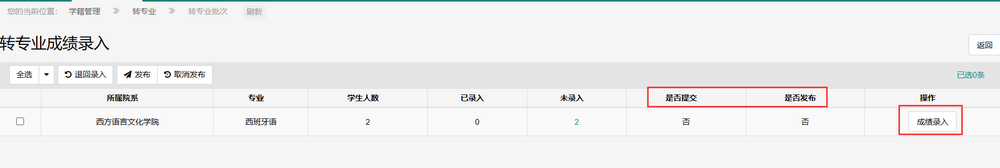 您的当前位置： 学籍管理 转专业 转专业批次 刷新
转专业成绩录入 返回
全选 退回录入 发布 取消发布 已选0条
所属院系 专业 学生人数 已录入 未录入 是否提交 是否发布 操作
西方语言文化学院 西班牙语 2 0 2 否 否 成绩录入